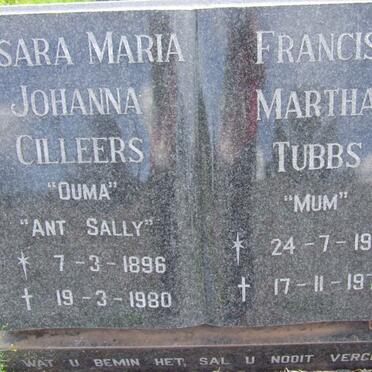 SARA MARIA
JOHANNA
CILLEERS
"OUMA"
"ANT SALLY"
* 7-3-1896
† 19-3-1980
FRANCIS
MARTHA
TUBBS
"MUM"
* 24-7-19
† 17-11-197
WAT U BEMIN HET, SAL U NOOIT